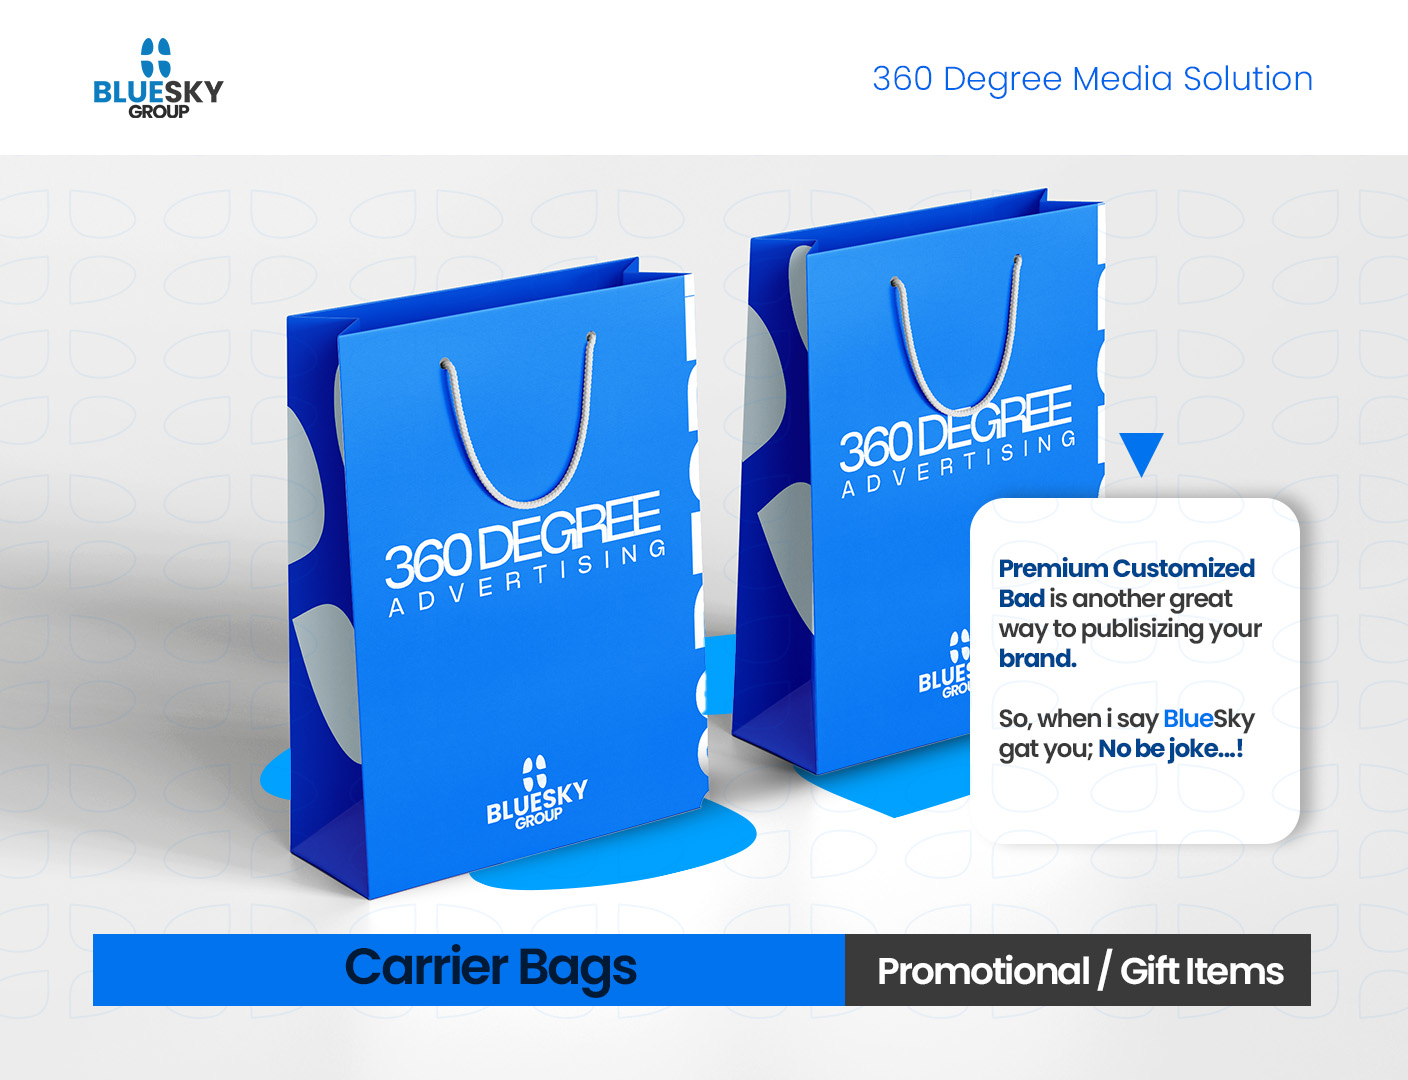 BLUESKY
GROUP
360 Degree Media Solution
360 DEGREE
ADVERTISING
BLUESKY
GROUP
360 DEGREE
ADVERTISING
Premium Customized
Bad is another great
way to publisizing your
brand.
So, when i say BlueSky
gat you; No be joke...!
Carrier Bags
Promotional / Gift Items